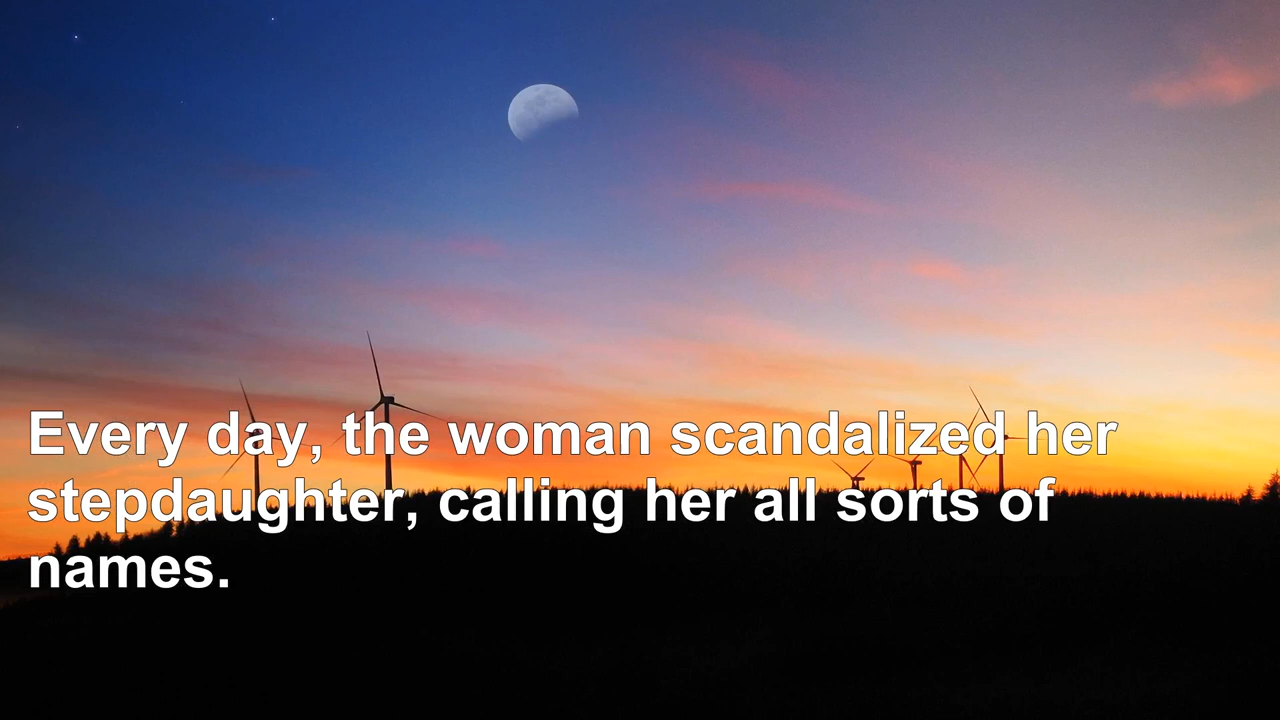 Every day, the woman scandalized her
stepdaughter, calling her all sorts of
names.